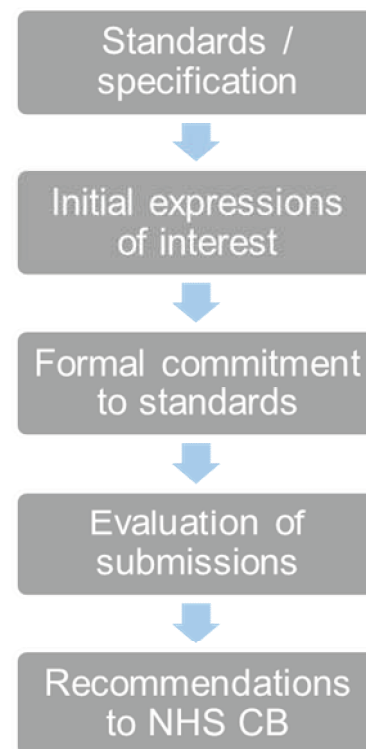 Standards /
specification
Initial expressions
of interest
Formal commitment
to standards
Evaluation of
submissions
Recommendations
to NHS CB